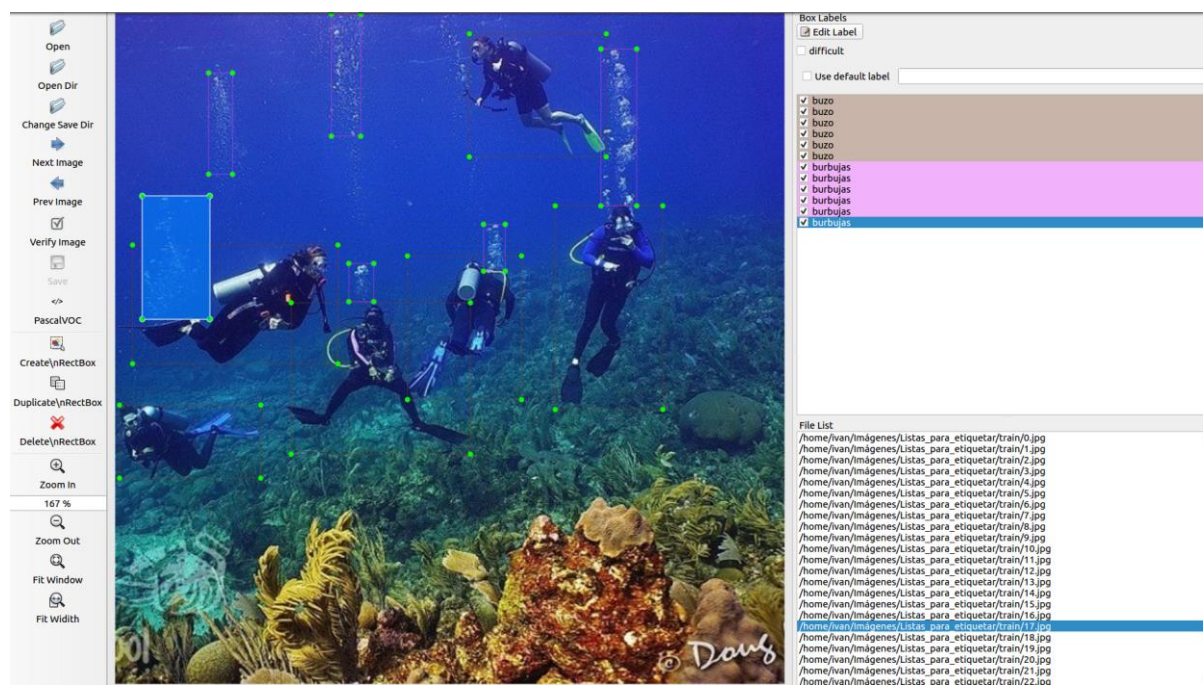 Open
Open Dir
Change Save Dir
Next Image
Prev Image
Verify Image
Save
</>
PascalVOC
Create\nRectBox
Duplicate\nRectBox
Delete\nRectBox
Zoom In
167 %
Zoom Out
Fit Window
Fit Widith
© Doug
Box Labels
Edit Label
difficult
Use default label
buzo
buzo
buzo
buzo
buzo
buzo
burbujas
burbujas
burbujas
burbujas
burbujas
burbujas
File List
/home/ivan/Imágenes/Listas_para_etiquetar/train/0.jpg
/home/ivan/Imágenes/Listas_para_etiquetar/train/1.jpg
/home/ivan/Imágenes/Listas_para_etiquetar/train/2.jpg
/home/ivan/Imágenes/Listas_para_etiquetar/train/3.jpg
/home/ivan/Imágenes/Listas_para_etiquetar/train/4.jpg
/home/ivan/Imágenes/Listas_para_etiquetar/train/5.jpg
/home/ivan/Imágenes/Listas_para_etiquetar/train/6.jpg
/home/ivan/Imágenes/Listas_para_etiquetar/train/7.jpg
/home/ivan/Imágenes/Listas_para_etiquetar/train/8.jpg
/home/ivan/Imágenes/Listas_para_etiquetar/train/9.jpg
/home/ivan/Imágenes/Listas_para_etiquetar/train/10.jpg
/home/ivan/Imágenes/Listas_para_etiquetar/train/11.jpg
/home/ivan/Imágenes/Listas_para_etiquetar/train/12.jpg
/home/ivan/Imágenes/Listas_para_etiquetar/train/13.jpg
/home/ivan/Imágenes/Listas_para_etiquetar/train/14.jpg
/home/ivan/Imágenes/Listas_para_etiquetar/train/15.jpg
/home/ivan/Imágenes/Listas_para_etiquetar/train/16.jpg
/home/ivan/Imágenes/Listas_para_etiquetar/train/17.jpg
/home/ivan/Imágenes/Listas_para_etiquetar/train/18.jpg
/home/ivan/Imágenes/Listas_para_etiquetar/train/19.jpg
/home/ivan/Imágenes/Listas_para_etiquetar/train/20.jpg
/home/ivan/Imágenes/Listas_para_etiquetar/train/21.jpg
/home/ivan/Imágenes/Listas_para_etiquetar/train/22.jpg